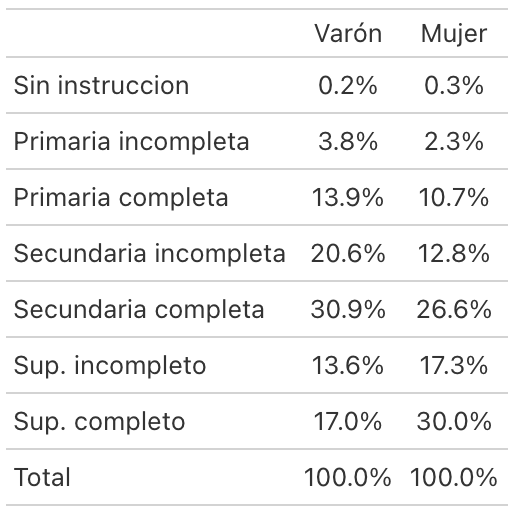 Varón Mujer
Sin instruccion 0.2% 0.3%
Primaria incompleta 3.8% 2.3%
Primaria completa 13.9% 10.7%
Secundaria incompleta 20.6% 12.8%
Secundaria completa 30.9% 26.6%
Sup. incompleto 13.6% 17.3%
Sup. completo 17.0% 30.0%
Total 100.0% 100.0%